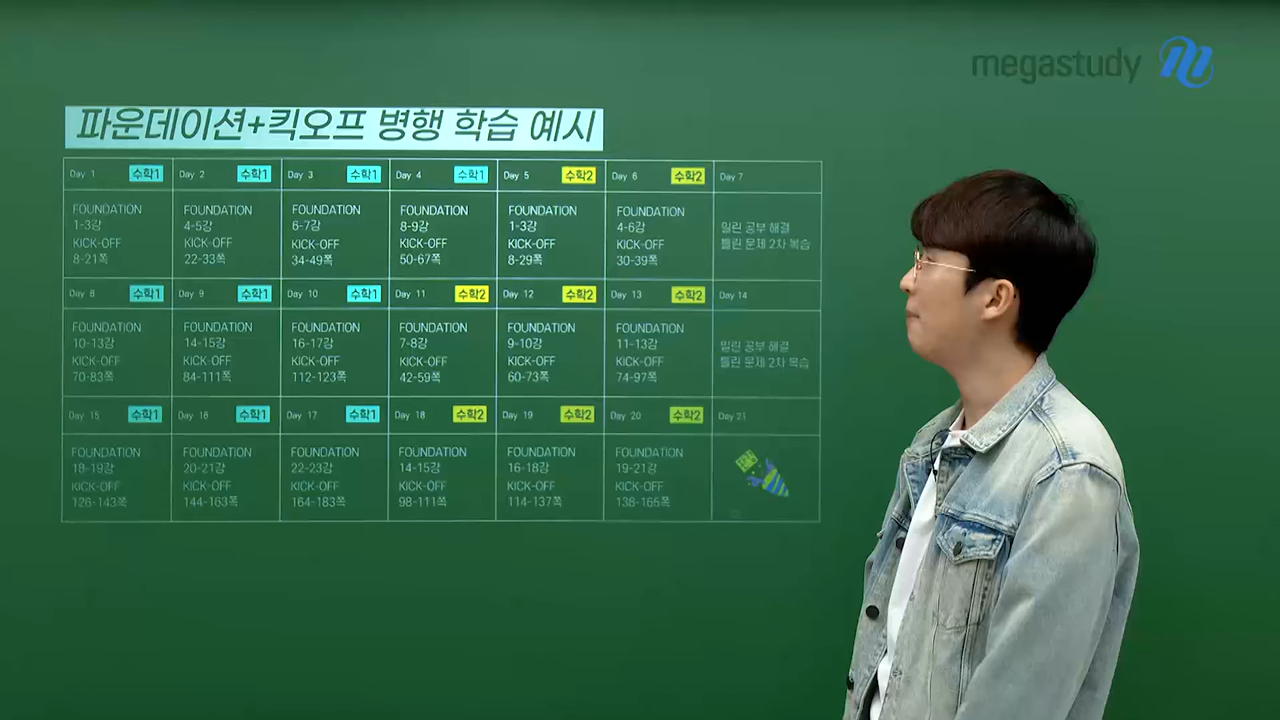 megastudy
파운데이션+킥오프 병행 학습 예시
Day 1 수학1 Day 2 수학1 Day 3 수학1 Day 4 수학1 Day 5 수학2 Day 6 수학2 Day 7
FOUNDATION FOUNDATION FOUNDATION FOUNDATION FOUNDATION FOUNDATION
1-3강 4-5강 6-7강 8-9강 1-3강 4-6강 밀린 공부 해결
KICK-OFF KICK-OFF KICK-OFF KICK-OFF KICK-OFF KICK-OFF 틀린 문제 2차 복습
8-21쪽 22-33쪽 34-49쪽 50-67쪽 8-29쪽 30-39쪽
Day 8 수학1 Day 9 수학1 Day 10 수학1 Day 11 수학2 Day 12 수학2 Day 13 수학2 Day 14
FOUNDATION FOUNDATION FOUNDATION FOUNDATION FOUNDATION FOUNDATION
10-13강 14-15강 16-17강 7-8강 9-10강 11-13강 밀린 공부 해결
KICK-OFF KICK-OFF KICK-OFF KICK-OFF KICK-OFF KICK-OFF 틀린 문제 2차 복습
70-83쪽 84-111쪽 112-123쪽 42-59쪽 60-73쪽 74-97쪽
Day 15 수학1 Day 16 수학1 Day 17 수학1 Day 18 수학2 Day 19 수학2 Day 20 수학2 Day 21
FOUNDATION FOUNDATION FOUNDATION FOUNDATION FOUNDATION FOUNDATION
18-19강 20-21강 22-23강 14-15강 16-18강 19-21강
KICK-OFF KICK-OFF KICK-OFF KICK-OFF KICK-OFF KICK-OFF
126-143쪽 144-163쪽 164-183쪽 98-111쪽 114-137쪽 138-165쪽